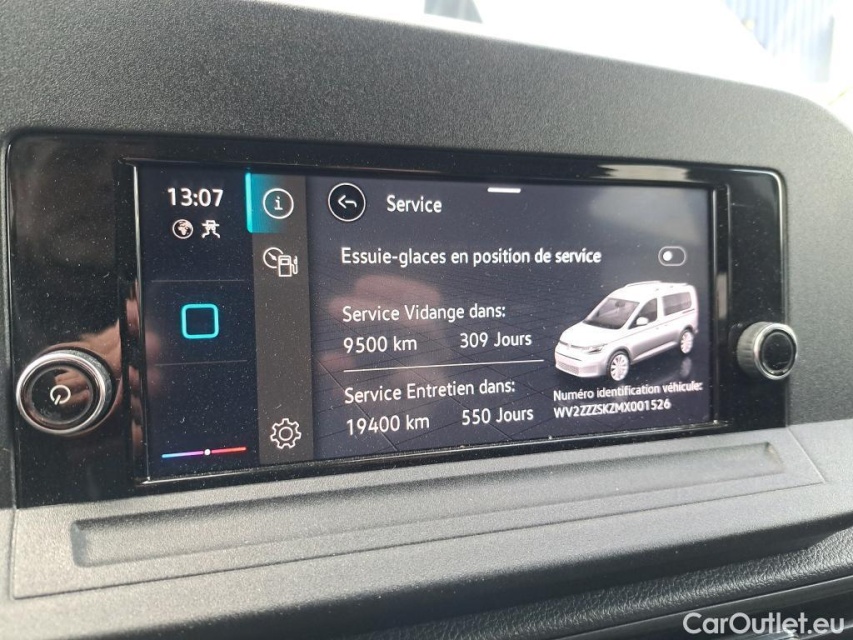 13:07
Service
Essuie-glaces en position de service
Service Vidange dans:
9500 km 309 Jours
Service Entretien dans:
19400 km 550 Jours
Numéro identification véhicule:
WV2ZZZSKZMX001526
CarOutlet.eu